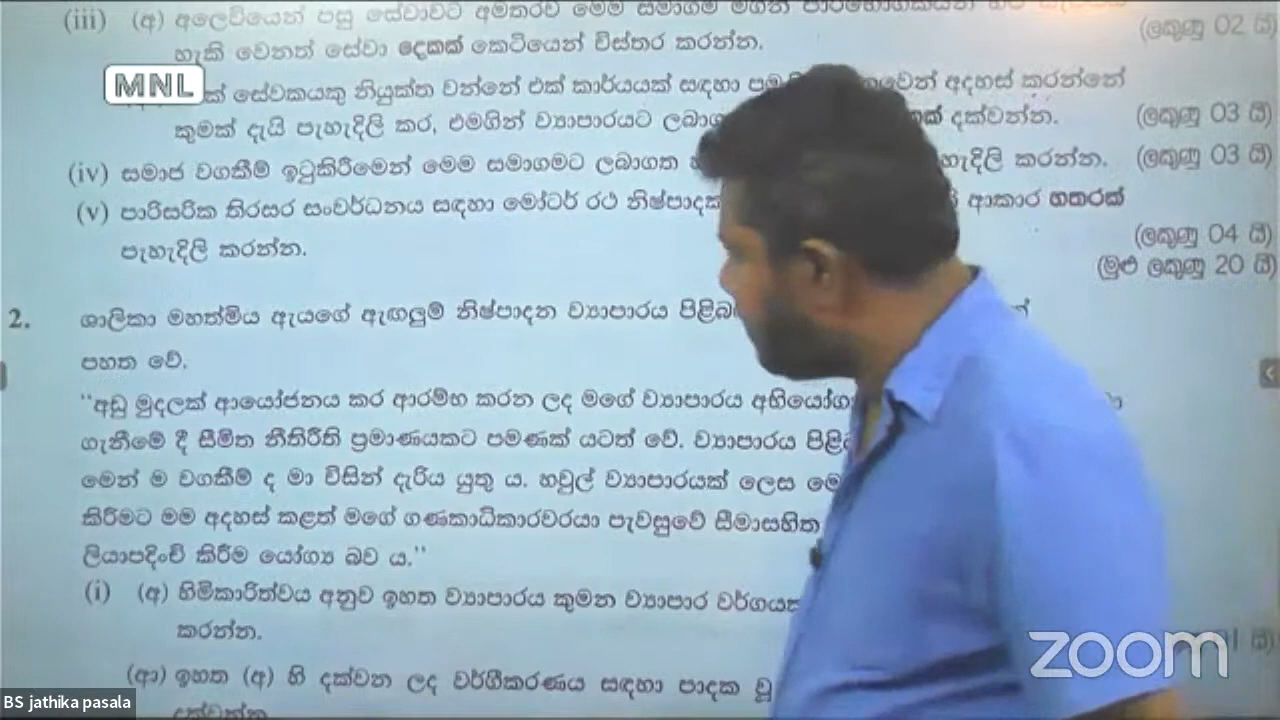 (iii) (අ) අලෙවියෙන් පසු සේවාවට අමතරව මෙම සමාගම මගින්
(ලකුණු 02 යි)
හැකි වෙනත් සේවා දෙකක් කෙටියෙන් විස්තර කරන්න.
MNL
සේවකයකු නියුක්ත වන්නේ එක් කාර්යයක් සඳහා අදහස් කරන්නේ
කුමක් දැයි පැහැදිලි කර, එමගින් ව්‍යාපාරයට දක්වන්න. (ලකුණු 03 යි)
(iv) සමාජ වගකීම් ඉටුකිරීමෙන් මෙම සමාගමට ලබාගත කරන්න. (ලකුණු 03 යි)
(v) පාරිසරික තිරසර සංවර්ධනය සඳහා මෝටර් රථ ආකාර හතරක්
පැහැදිලි කරන්න. (ලකුණු 04 යි)
(මුළු ලකුණු 20 යි)
2. ශාලිකා මහත්මිය ඇයගේ ඇඟලුම් නිෂ්පාදන ව්‍යාපාරය
පහත වේ.
"අඩු මුදලක් ආයෝජනය කර ආරම්භ කරන ලද මගේ ව්‍යාපාරය
ගැනීමේ දී සීමිත නීතිරීති ප්‍රමාණයකට පමණක් යටත් වේ. ව්‍යාපාරය
මෙන් ම වගකීම් ද මා විසින් දැරිය යුතු ය. හවුල් ව්‍යාපාරයක් ලෙස
කිරීමට මම අදහස් කළත් මගේ ගණකාධිකාරවරයා පැවසුවේ සීමාසහිත
ලියාපදිංචි කිරීම යෝග්‍ය බව ය."
(i) (අ) හිමිකාරිත්වය අනුව ඉහත ව්‍යාපාරය කුමන ව්‍යාපාර
කරන්න.
(ආ) ඉහත (අ) හි දක්වන ලද වර්ගීකරණය සඳහා පාදක වූ
දක්වන්න.
zoom
BS jathika pasala